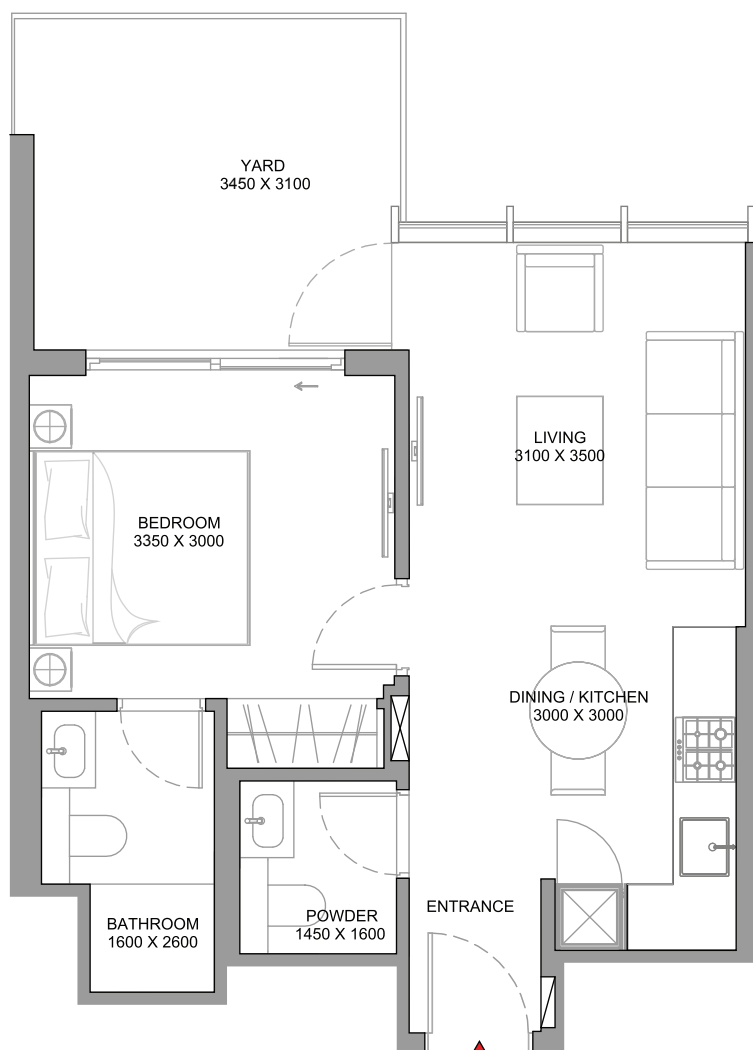 YARD
3450 X 3100
LIVING
3100 X 3500
BEDROOM
3350 X 3000
DINING / KITCHEN
3000 X 3000
ENTRANCE
POWDER
1450 X 1600
BATHROOM
1600 X 2600